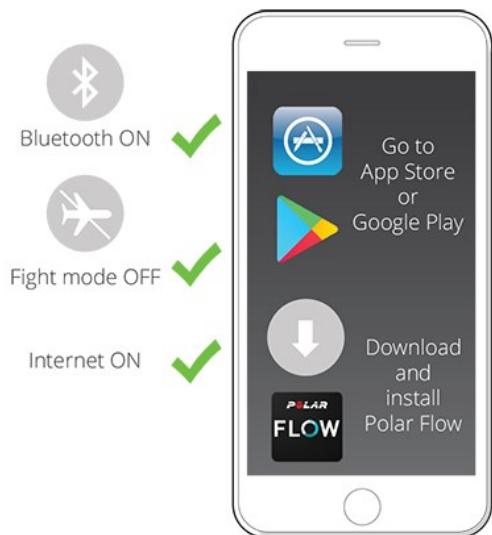 Bluetooth ON
Fight mode OFF
Internet ON
Go to
App Store
or
Google Play
Download
and
install
Polar Flow
POLAR
FLOW